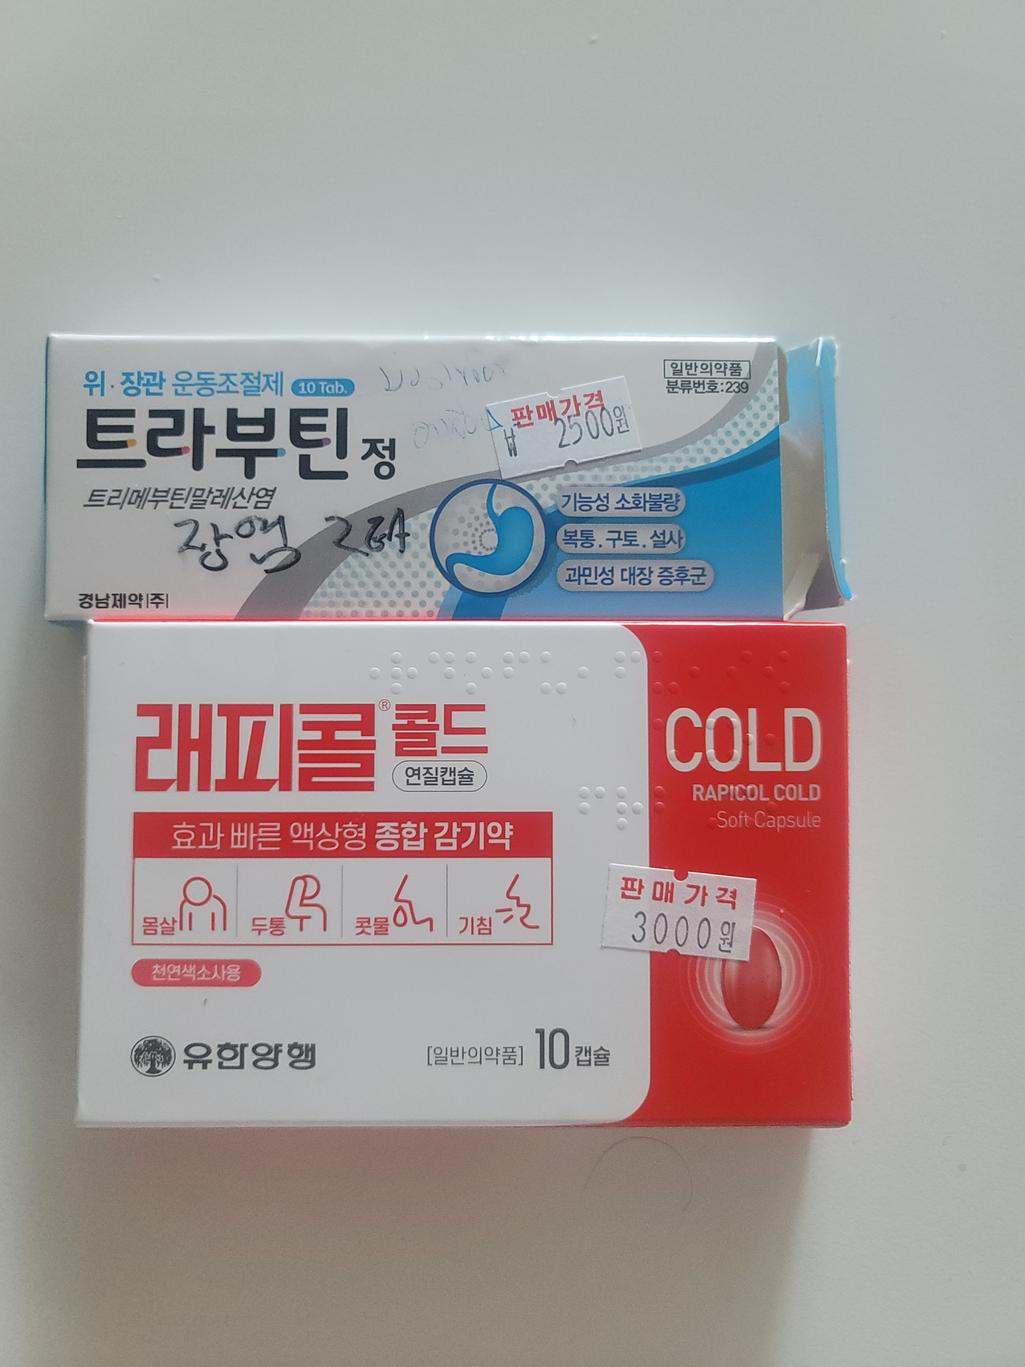 위·장관 운동조절제 10 Tab.
일반의약품
분류번호:239
트라부틴 정
판매가격
₩ 2500원
트리메부틴말레산염
장염 2EA
기능성 소화불량
복통.구토.설사
과민성 대장 증후군
경남제약(주)
래피콜® 콜드
연질캡슐
COLD
RAPICOL COLD
Soft Capsule
효과 빠른 액상형 종합 감기약
몸살 두통 콧물 기침
판매가격
3000원
천연색소사용
유한양행
[일반의약품] 10캡슐